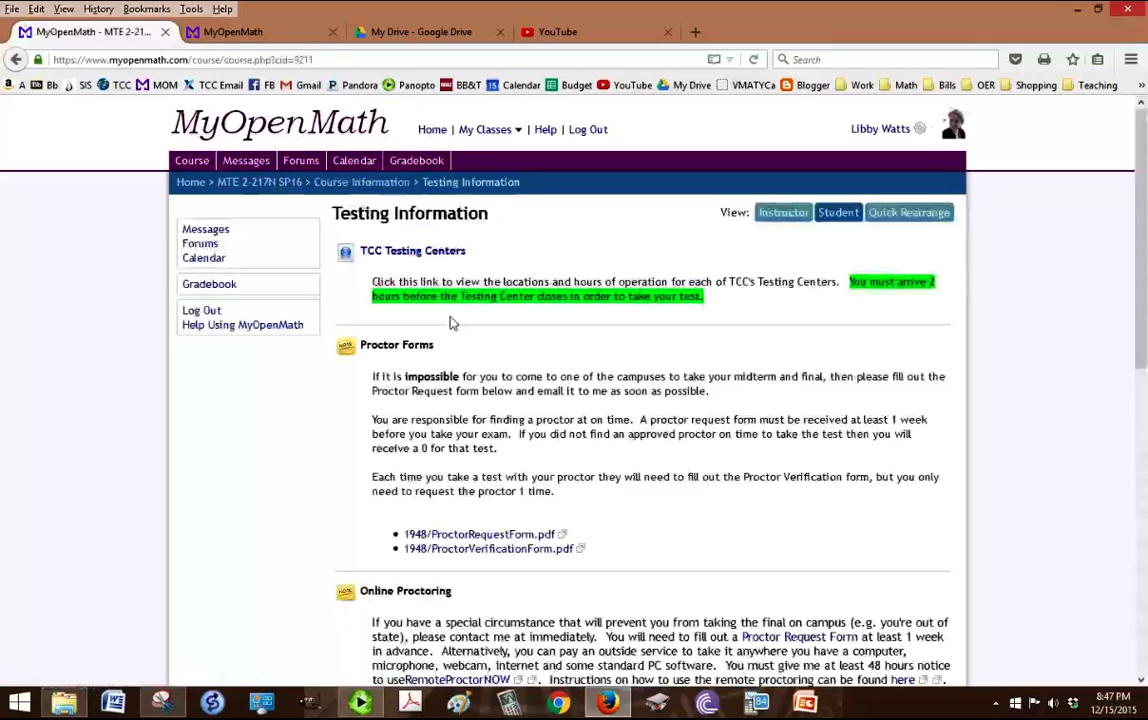 File Edit View History Bookmarks Tools Help
MyOpenMath - MTE 2-21... × MyOpenMath × My Drive - Google Drive × YouTube × +
https://www.myopenmath.com/course/course.php?cid=9211 Search
A Bb SIS TCC MOM TCC Email FB Gmail Pandora Panopto BB&T Calendar Budget YouTube My Drive VMATYCa Blogger Work Math Bills OER Shopping Teaching
MyOpenMath Home My Classes Help Log Out Libby Watts
Course Messages Forums Calendar Gradebook
Home > MTE 2-217N SP16 > Course Information > Testing Information
Messages
Forums
Calendar
Gradebook
Log Out
Help Using MyOpenMath
Testing Information View: Instructor Student Quick Rearrange
TCC Testing Centers
Click this link to view the locations and hours of operation for each of TCC's Testing Centers. You must arrive 2
hours before the Testing Center closes in order to take your test.
NOTE Proctor Forms
If it is impossible for you to come to one of the campuses to take your midterm and final, then please fill out the
Proctor Request form below and email it to me as soon as possible.
You are responsible for finding a proctor at on time. A proctor request form must be received at least 1 week
before you take your exam. If you did not find an approved proctor on time to take the test then you will
receive a 0 for that test.
Each time you take a test with your proctor they will need to fill out the Proctor Verification form, but you only
need to request the proctor 1 time.
• 1948/ProctorRequestForm.pdf
• 1948/ProctorVerificationForm.pdf
NOTE Online Proctoring
If you have a special circumstance that will prevent you from taking the final on campus (e.g. you're out of
state), please contact me at immediately. You will need to fill out a Proctor Request Form at least 1 week
in advance. Alternatively, you can pay an outside service to take it anywhere you have a computer,
microphone, webcam, internet and some standard PC software. You must give me at least 48 hours notice
to useRemoteProctorNOW . Instructions on how to use the remote proctoring can be found here .
8:47 PM
12/15/2015